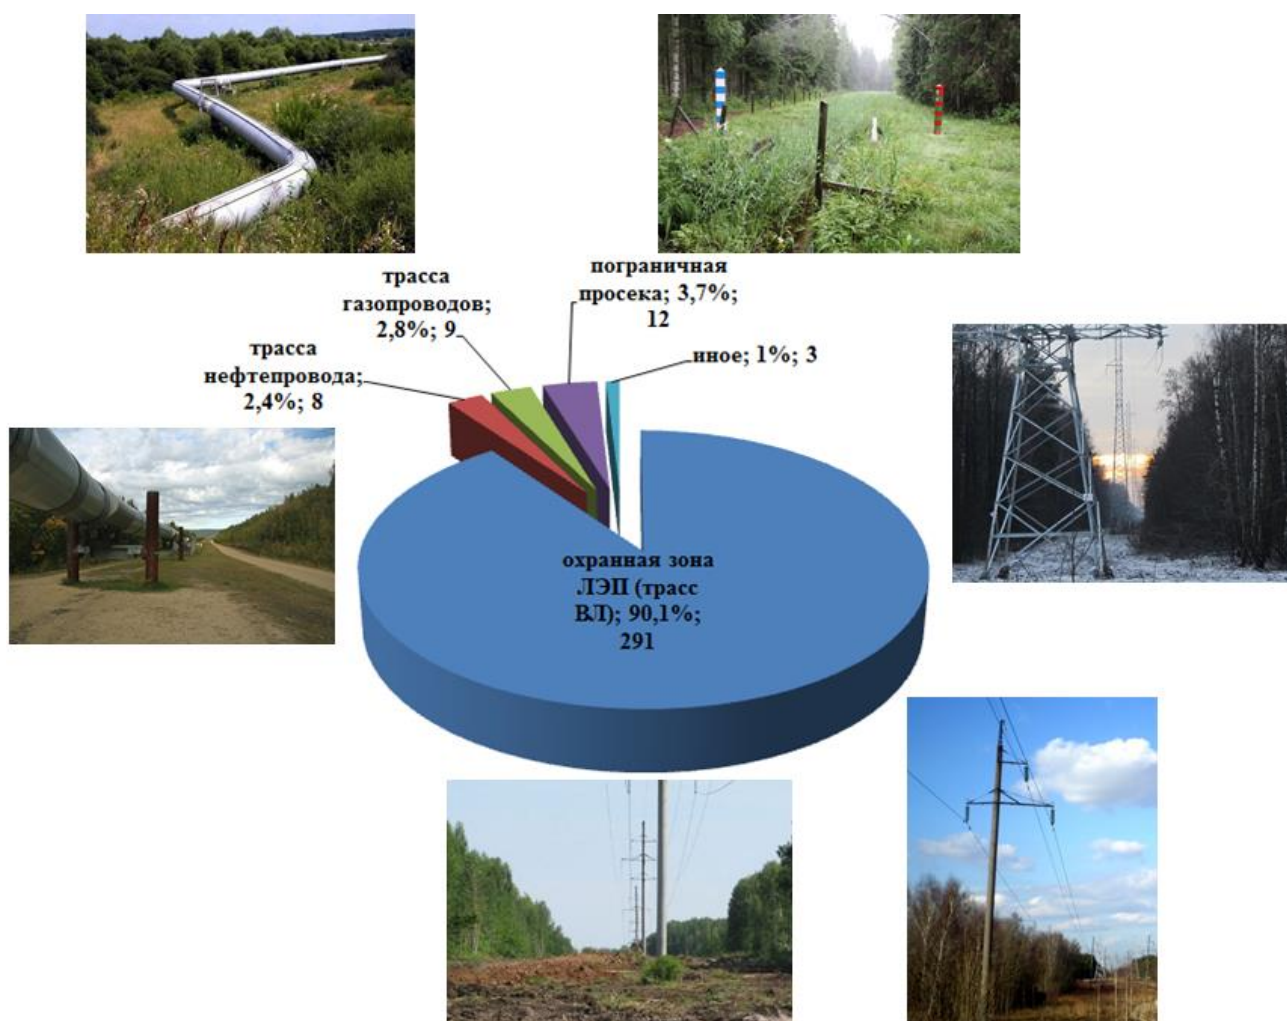 пограничная
просека; 3,7%;
12
трасса
газопроводов;
2,8%; 9
трасса
нефтепровода;
2,4%; 8
иное; 1%; 3
охранная зона
ЛЭП (трасс
ВЛ); 90,1%;
291